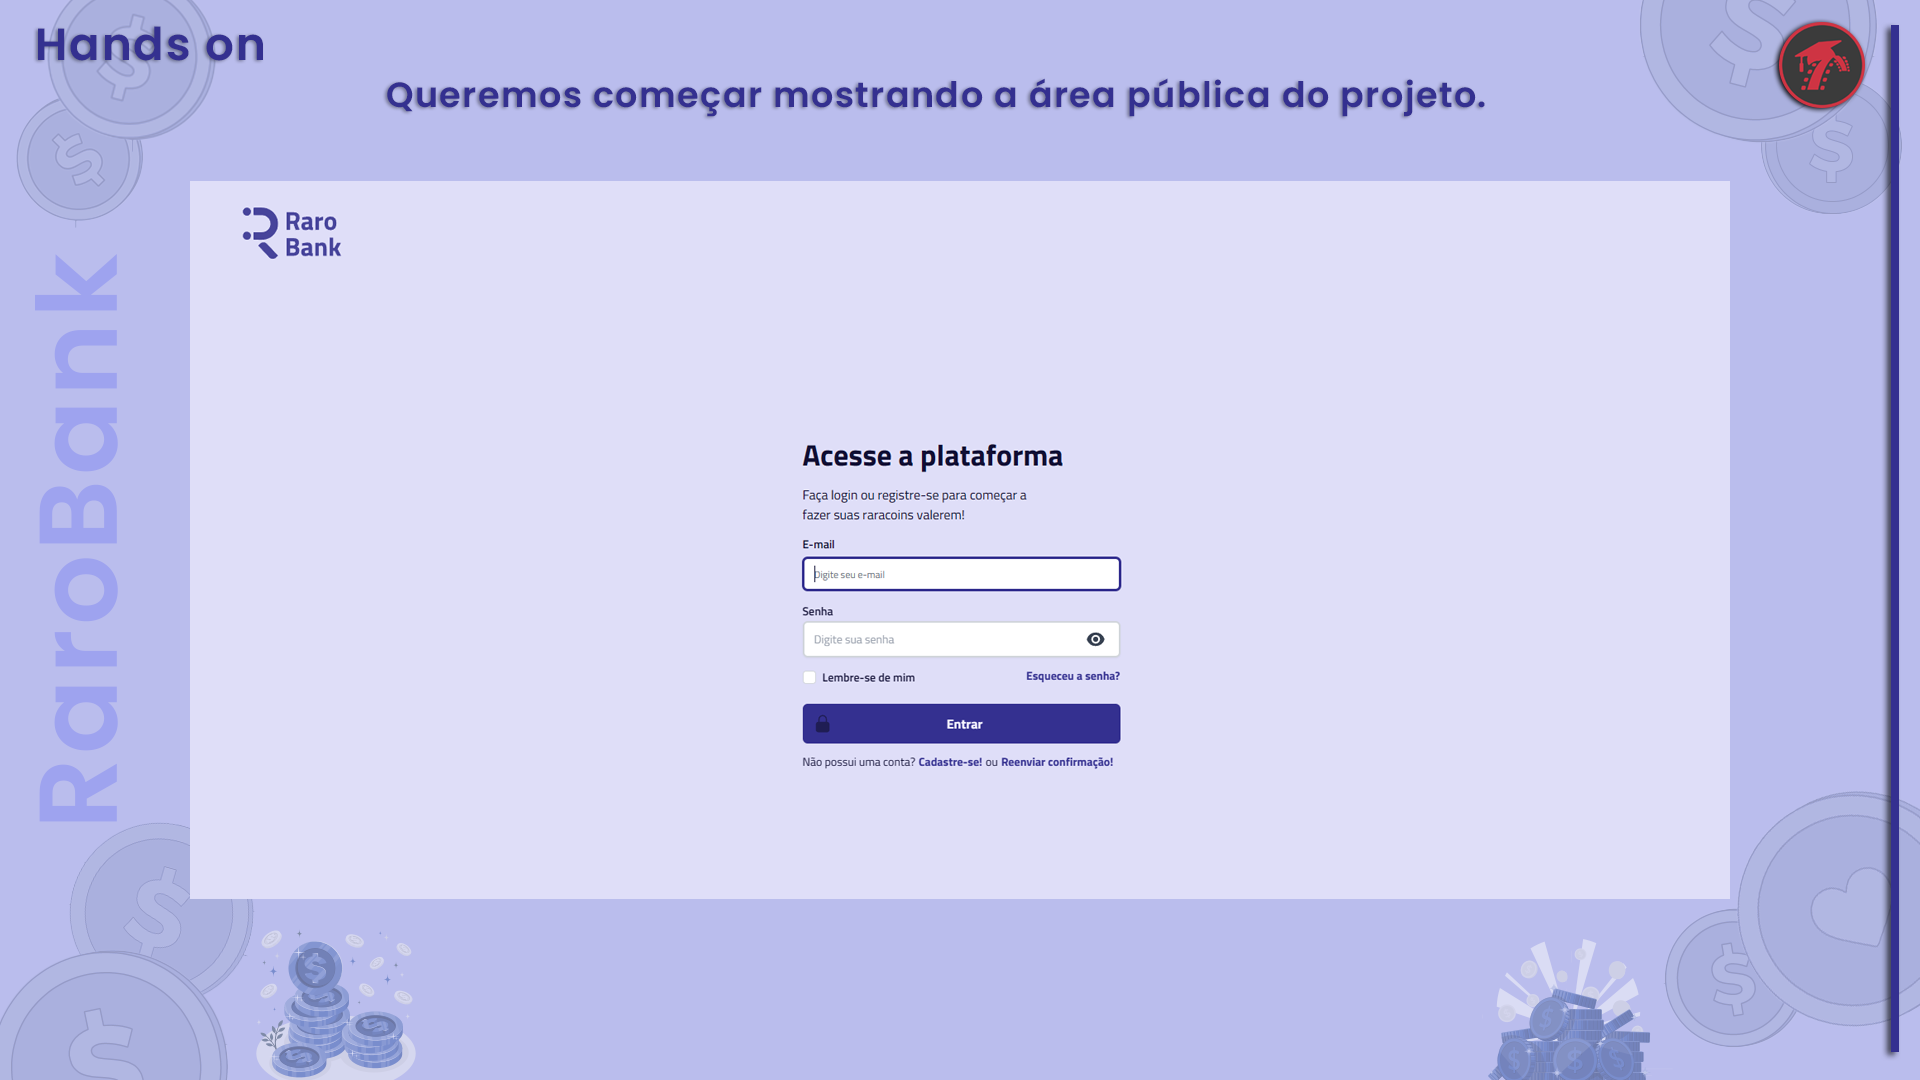 Hands on
Queremos começar mostrando a área pública do projeto.
RaroBank
Raro
Bank
Acesse a plataforma
Faça login ou registre-se para começar a
fazer suas raracoins valerem!
E-mail
Digite seu e-mail
Senha
Digite sua senha
Lembre-se de mim
Esqueceu a senha?
Entrar
Não possui uma conta? Cadastre-se! ou Reenviar confirmação!